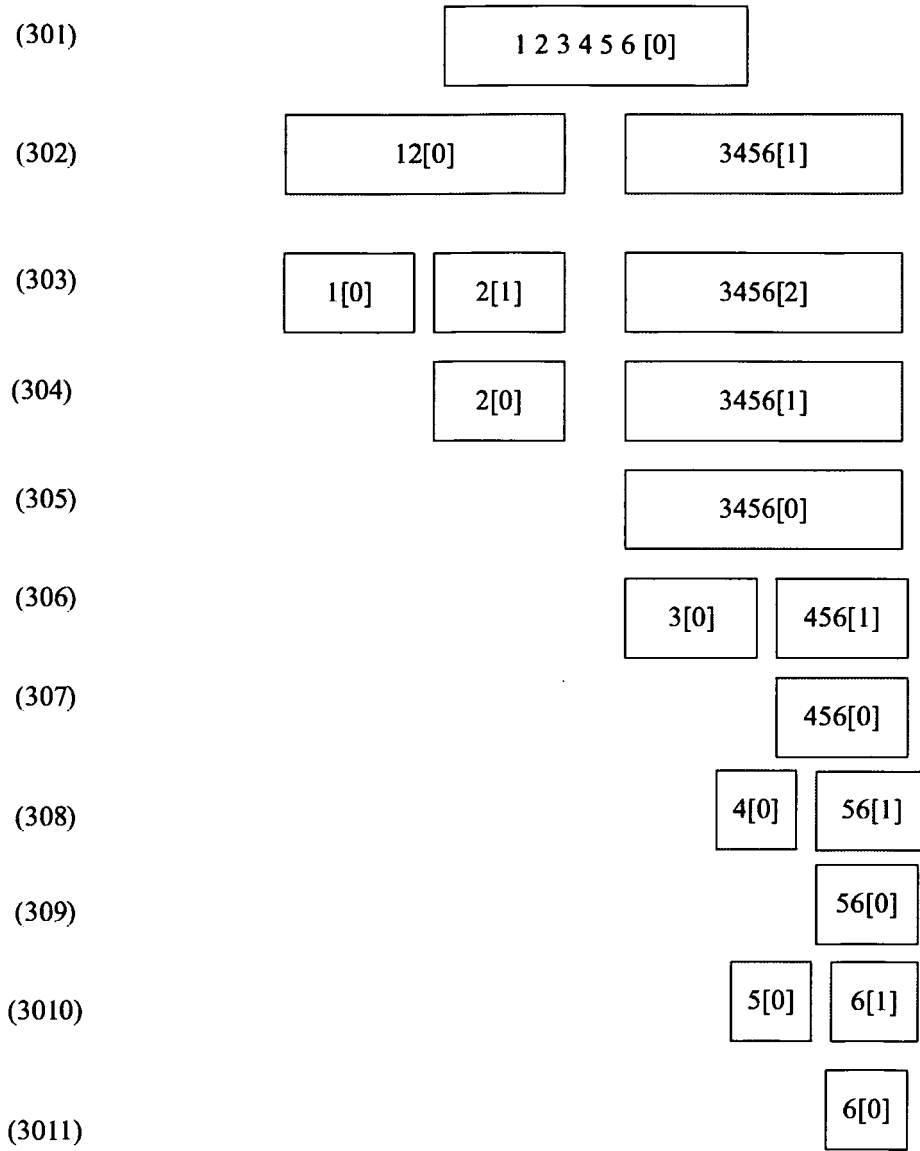 (301) 1 2 3 4 5 6 [0]
(302) 12[0] 3456[1]
(303) 1[0] 2[1] 3456[2]
(304) 2[0] 3456[1]
(305) 3456[0]
(306) 3[0] 456[1]
(307) 456[0]
(308) 4[0] 56[1]
(309) 56[0]
(3010) 5[0] 6[1]
(3011) 6[0]